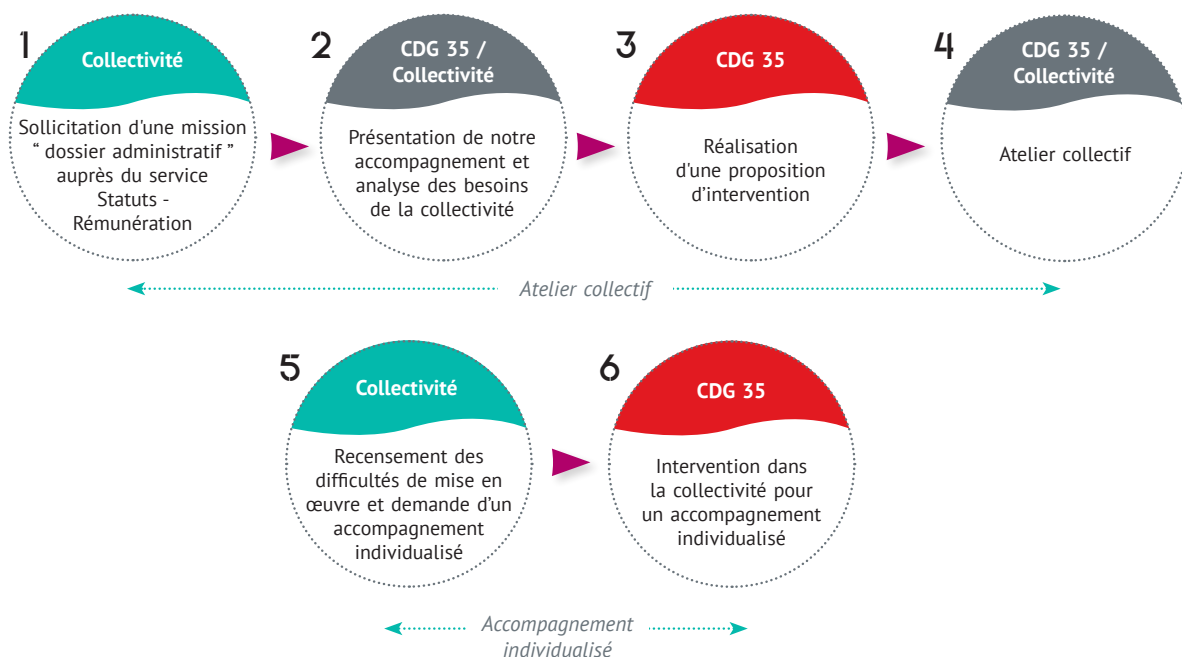 1
Collectivité
Sollicitation d'une mission
“ dossier administratif ”
auprès du service
Statuts -
Rémunération
2
CDG 35 /
Collectivité
Présentation de notre
accompagnement et
analyse des besoins
de la collectivité
3
CDG 35
Réalisation
d'une proposition
d’intervention
4
CDG 35 /
Collectivité
Atelier collectif
Atelier collectif
5
Collectivité
Recensement des
difficultés de mise en
œuvre et demande d’un
accompagnement
individualisé
6
CDG 35
Intervention dans
la collectivité pour
un accompagnement
individualisé
Accompagnement
individualisé